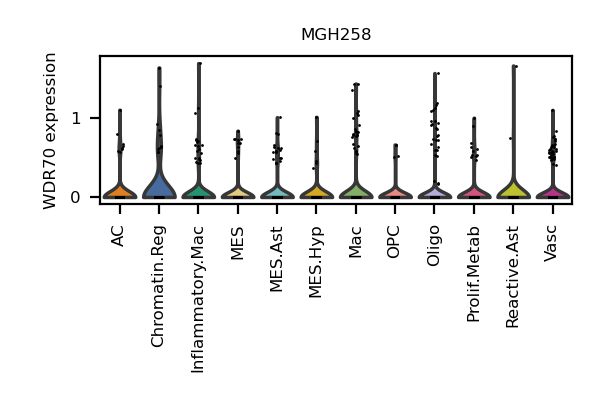 MGH258
WDR70 expression
1
0
AC
Chromatin.Reg
Inflammatory.Mac
MES
MES.Ast
MES.Hyp
Mac
OPC
Oligo
Prolif.Metab
Reactive.Ast
Vasc